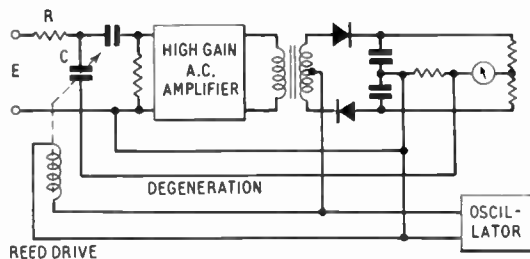 R
C
E
HIGH GAIN
A.C.
AMPLIFIER
DEGENERATION
REED DRIVE
OSCIL-
LATOR